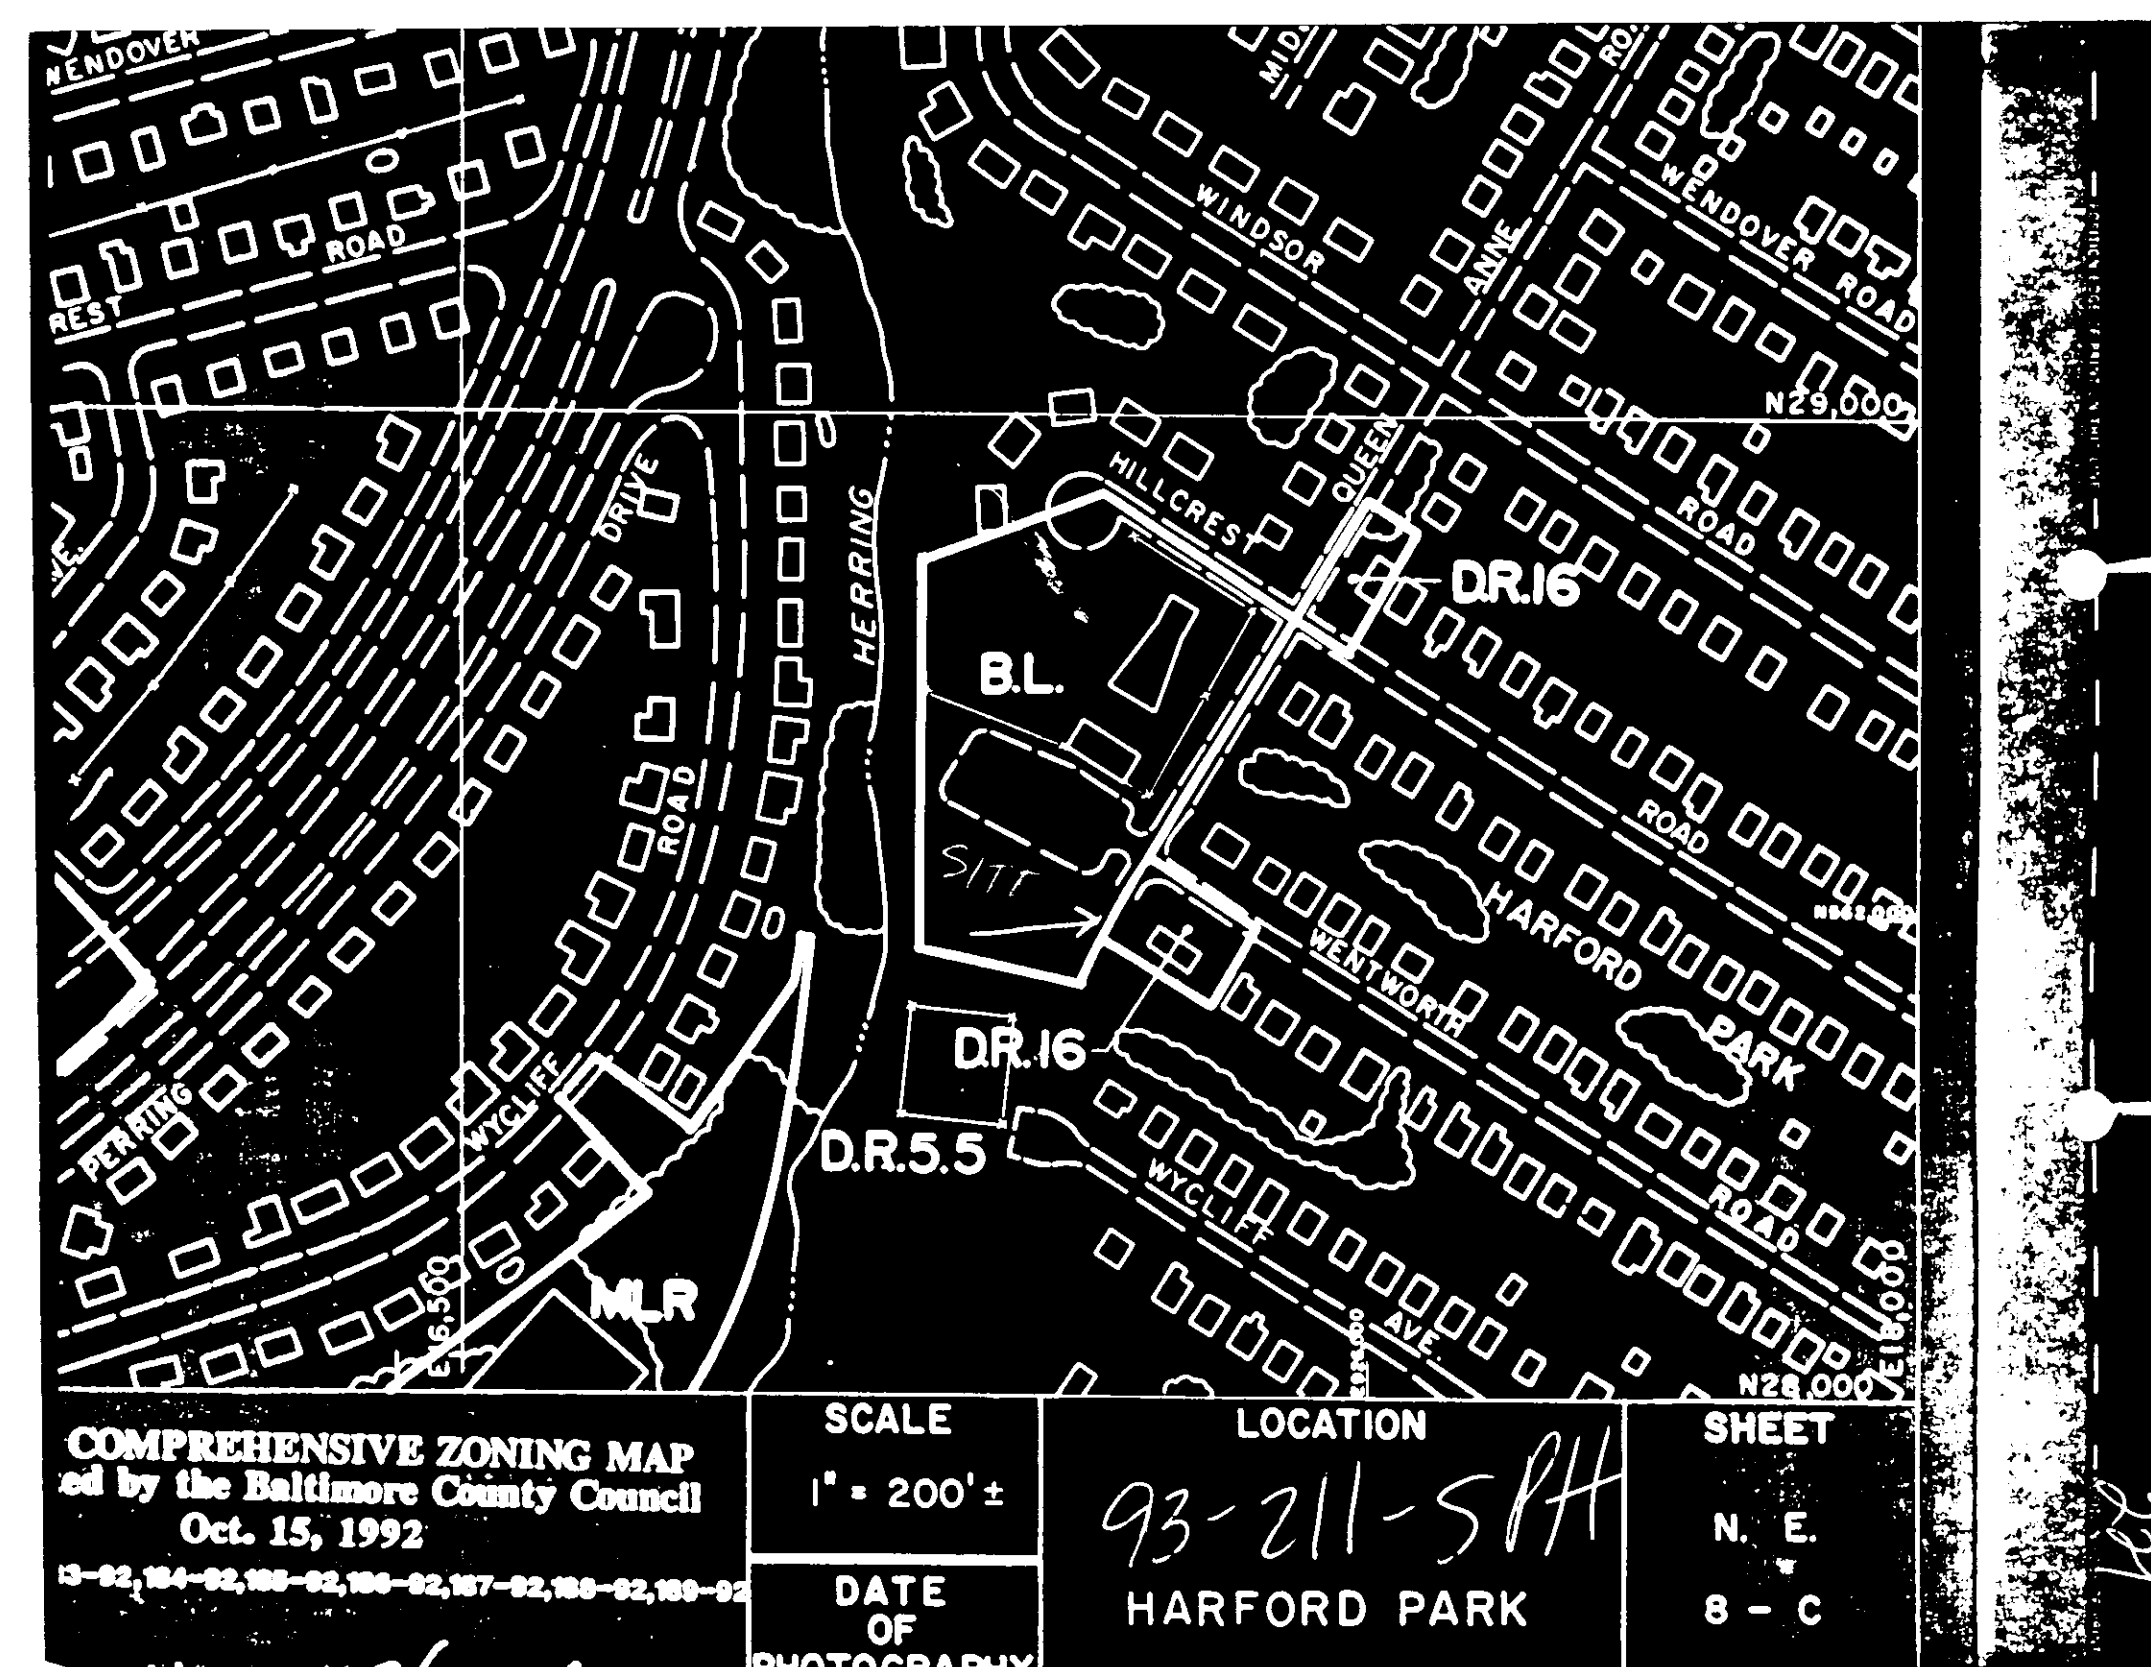 WENDOVER
ROAD
REST
WINDSOR
ANNE
WENDOVER ROAD
N29,000
DRIVE
HERRING
HILLCREST
QUEEN
ROAD
D.R.16
B.L.
ROAD
ROAD
HARFORD
PARK
WENTWORTH
D.R.16
D.R.5.5
WYCLIFF
PERRING
WYCLIFF
ROAD
MLR
AVE.
E16,500
E18,000
N28,000
COMPREHENSIVE ZONING MAP
ed by the Baltimore County Council
Oct. 15, 1992
SCALE
1" = 200' ±
DATE
OF
PHOTOGRAPHY
LOCATION
93-211-SPH
HARFORD PARK
SHEET
N. E.
8 - C